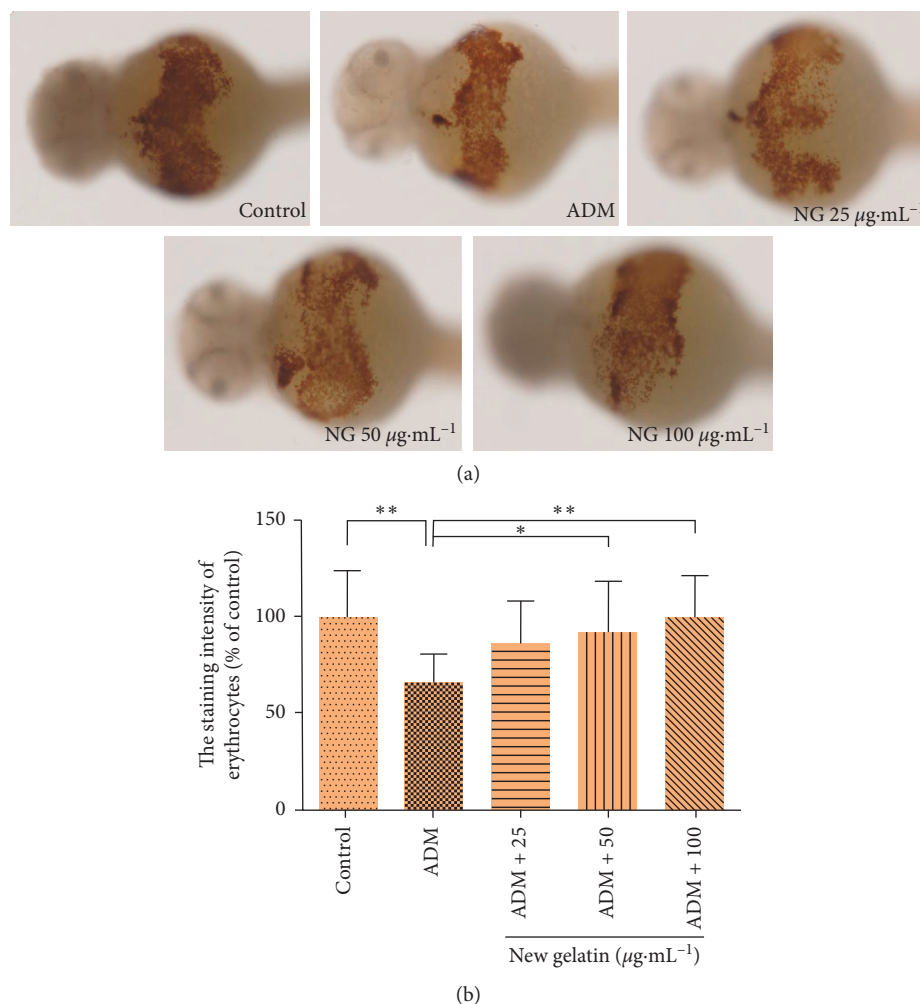 Control
ADM
NG 25 µg·mL⁻¹
NG 50 µg·mL⁻¹
NG 100 µg·mL⁻¹
(a)
The staining intensity of
erythrocytes (% of control)
150
100
50
0
**
*
**
Control
ADM
ADM + 25
ADM + 50
ADM + 100
New gelatin (µg·mL⁻¹)
(b)